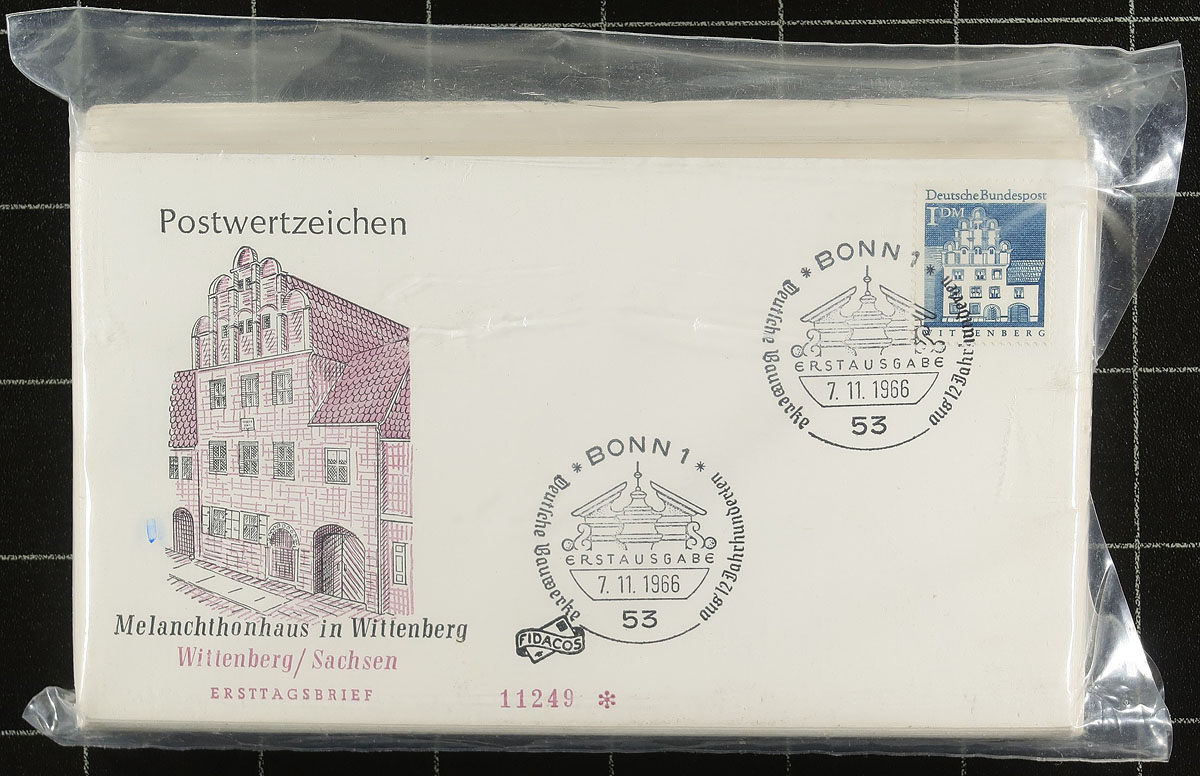 Postwertzeichen
Deutsche Bundespost
1 DM
WITTENBERG
* BONN 1 *
Deutsche Bauwerke
aus 12 Jahrhunderten
ERSTAUSGABE
7. 11. 1966
53
* BONN 1 *
Deutsche Bauwerke
aus 12 Jahrhunderten
ERSTAUSGABE
7. 11. 1966
53
FIDACOS
Melanchthonhaus in Wittenberg
Wittenberg/Sachsen
ERSTTAGSBRIEF
11249 *